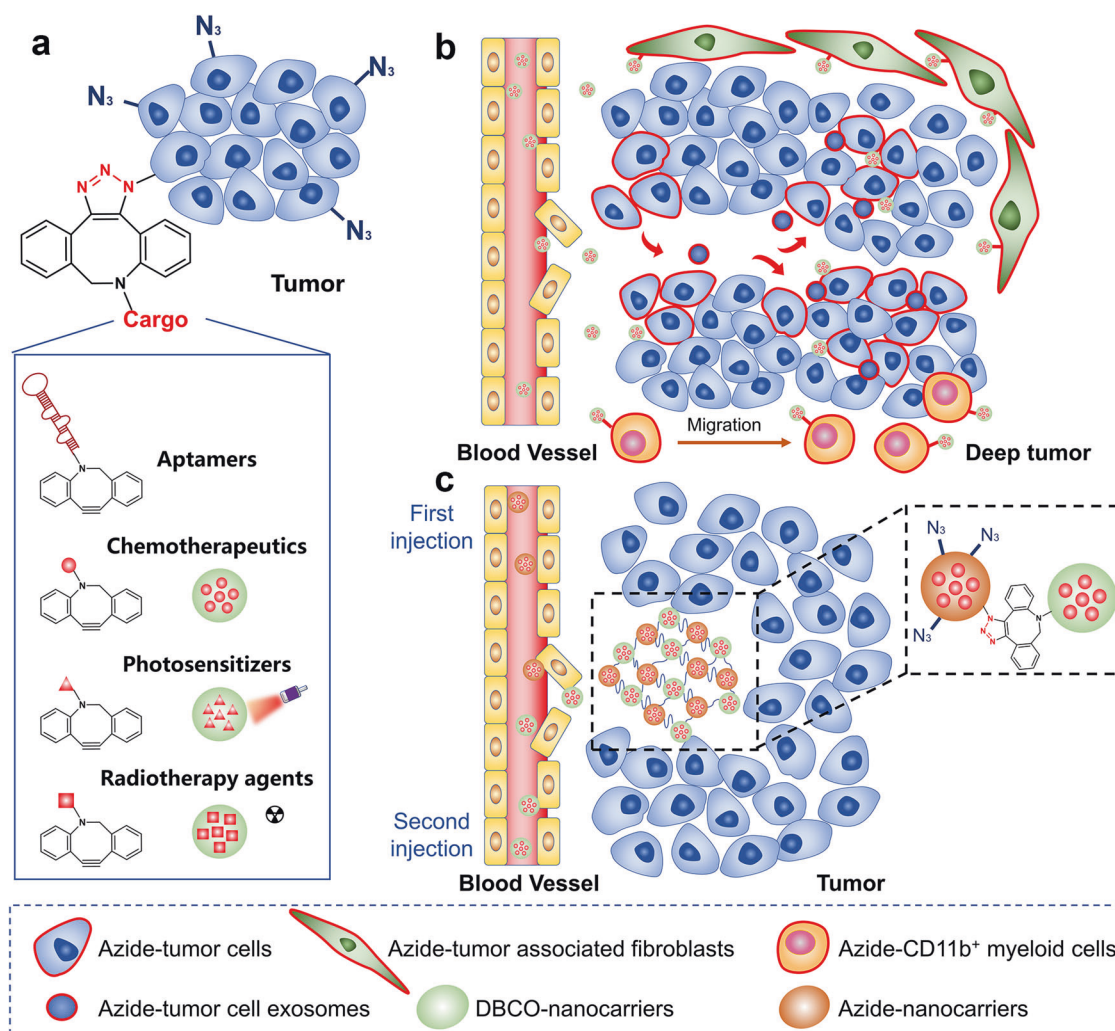 a
N₃
N₃
N₃
N₃
N
N
N
N
Tumor
Cargo
N
Aptamers
Chemotherapeutics
N
Photosensitizers
N
Radiotherapy agents
N
b
Migration
Blood Vessel
Deep tumor
c
First
injection
Second
injection
Blood Vessel
Tumor
N₃
N₃
N₃
N
N
N
N
Azide-tumor cells
Azide-tumor associated fibroblasts
Azide-CD11b⁺ myeloid cells
Azide-tumor cell exosomes
DBCO-nanocarriers
Azide-nanocarriers